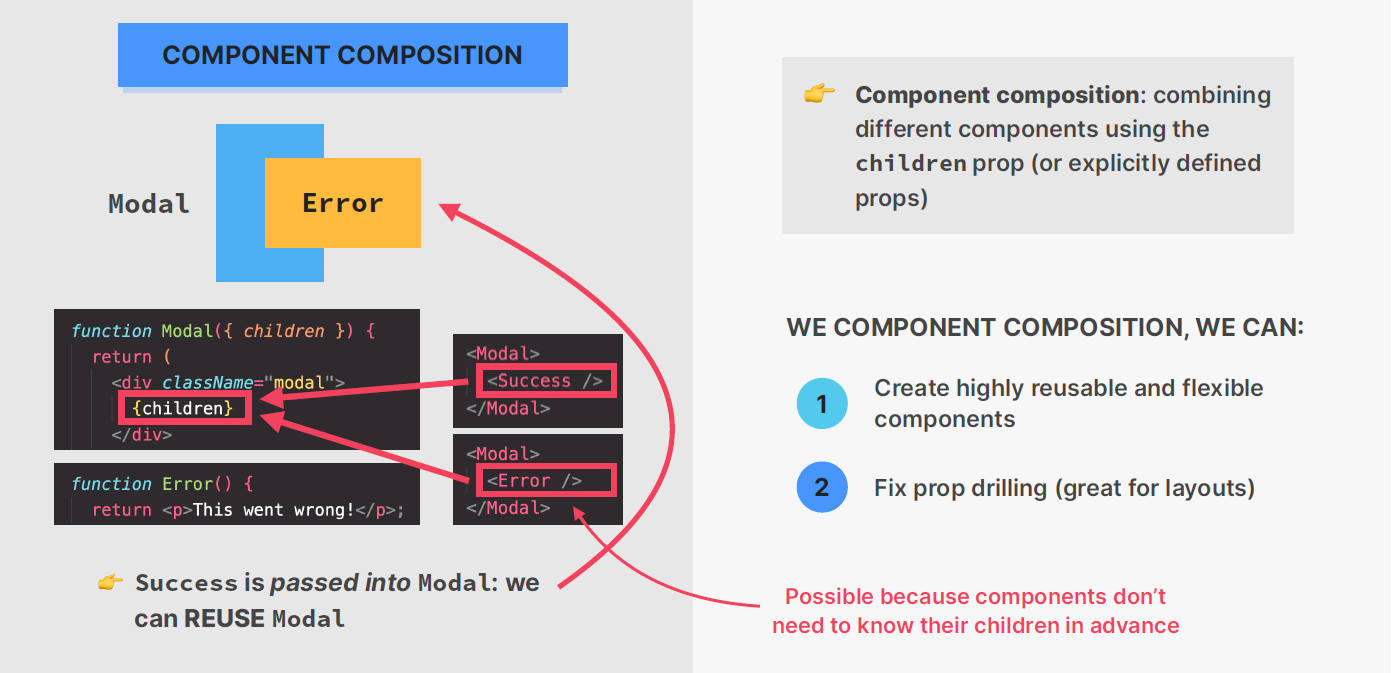 COMPONENT COMPOSITION
Modal
Error
function Modal({ children }) {
return (
<div className="modal">
{children}
</div>
function Error() {
return <p>This went wrong!</p>;
<Modal>
<Success />
</Modal>
<Modal>
<Error />
</Modal>
👉 Success is passed into Modal: we
can REUSE Modal
👉 Component composition: combining
different components using the
children prop (or explicitly defined
props)
WE COMPONENT COMPOSITION, WE CAN:
1 Create highly reusable and flexible
components
2 Fix prop drilling (great for layouts)
Possible because components don’t
need to know their children in advance